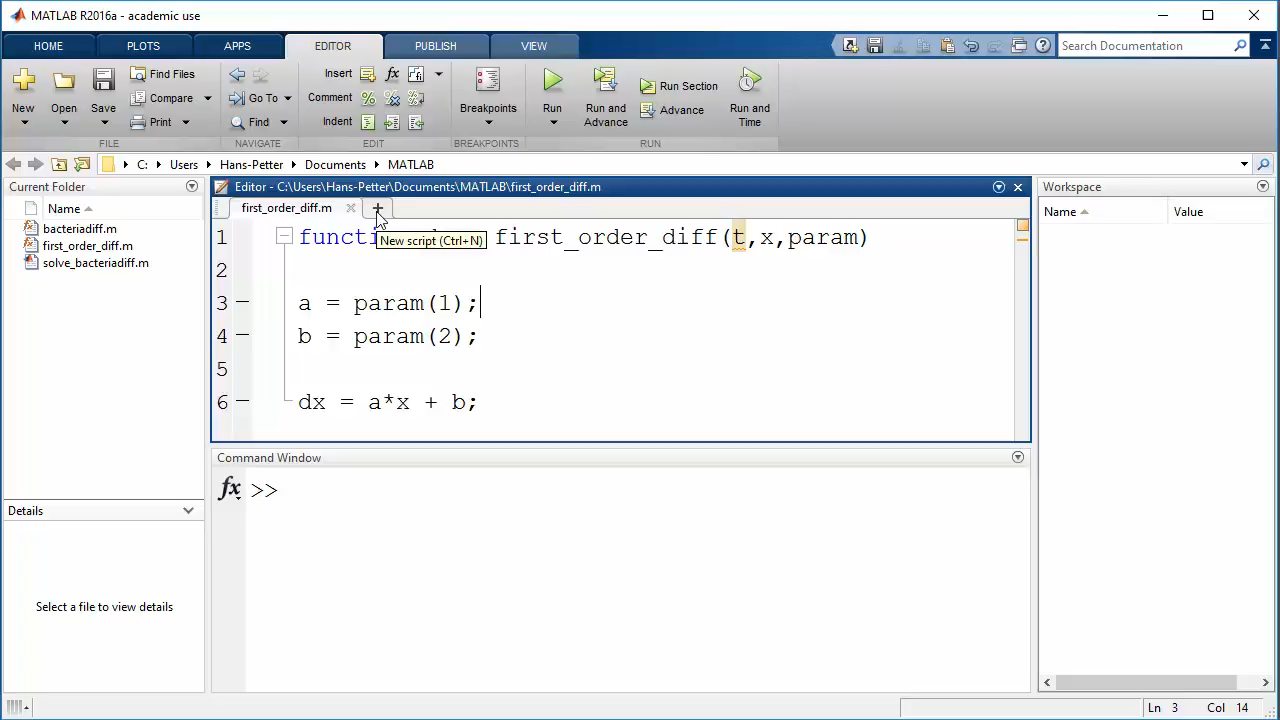 MATLAB R2016a - academic use
HOME PLOTS APPS EDITOR PUBLISH VIEW Search Documentation
New Open Save Find Files Compare Print
Go To Find
Insert fx
Comment
Indent
Breakpoints
Run Run and Advance Run Section Advance Run and Time
FILE NAVIGATE EDIT BREAKPOINTS RUN
C: Users Hans-Petter Documents MATLAB
Current Folder
Name
bacteriadiff.m
first_order_diff.m
solve_bacteriadiff.m
Details
Select a file to view details
Editor - C:\Users\Hans-Petter\Documents\MATLAB\first_order_diff.m
first_order_diff.m +
New script (Ctrl+N)
1 first_order_diff(t,x,param)
2
3 a = param(1);
4 b = param(2);
5
6 dx = a*x + b;
Command Window
fx >>
Workspace
Name Value
Ln 3 Col 14